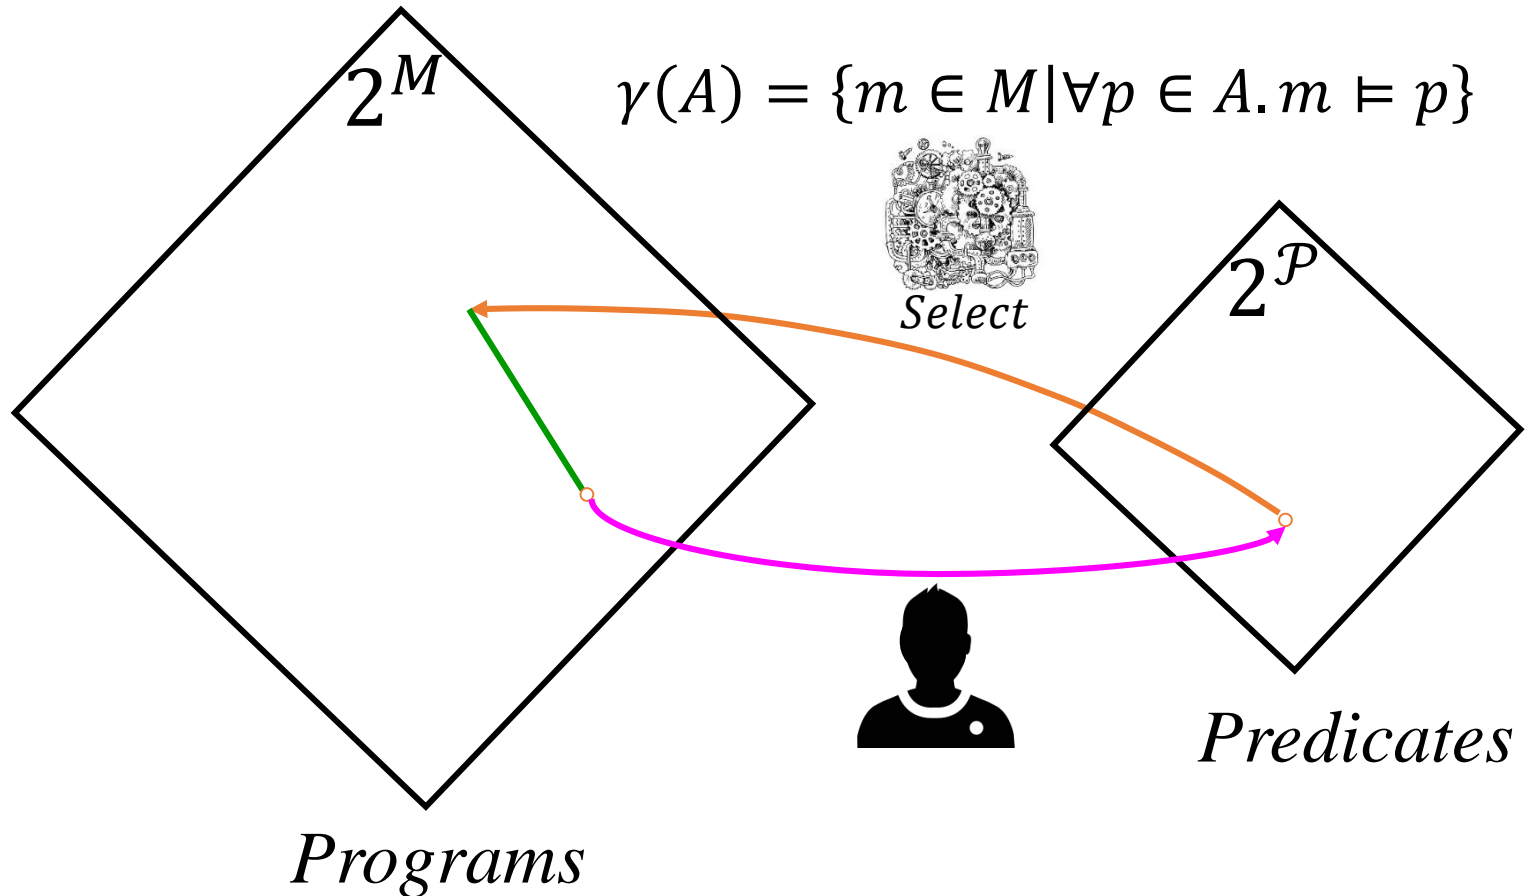 2^M
γ(A) = {m ∈ M|∀p ∈ A. m ⊨ p}
2^𝒫
Select
Predicates
Programs